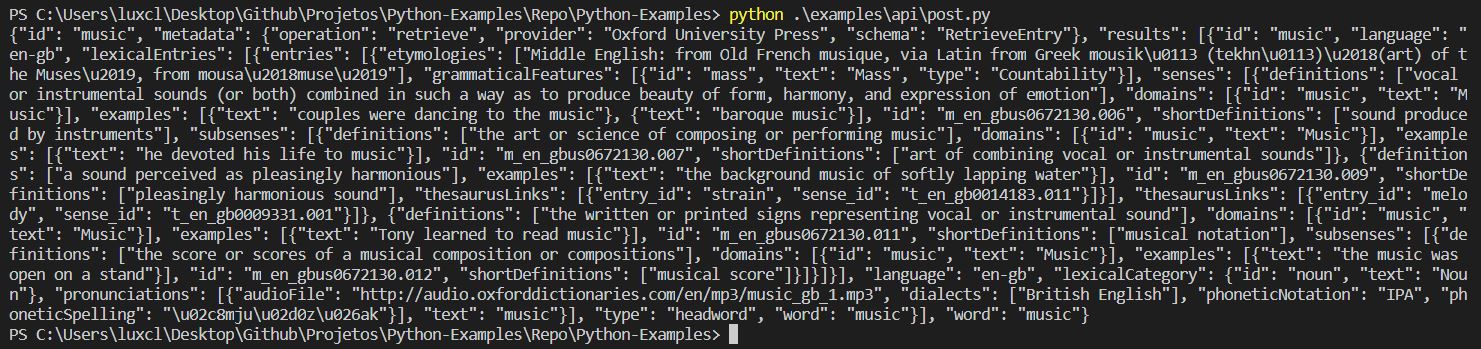 PS C:\Users\luxcl\Desktop\Github\Projetos\Python-Examples\Repo\Python-Examples> python .\examples\api\post.py
{"id": "music", "metadata": {"operation": "retrieve", "provider": "Oxford University Press", "schema": "RetrieveEntry"}, "results": [{"id": "music", "language": "
en-gb", "lexicalEntries": [{"entries": [{"etymologies": ["Middle English: from Old French musique, via Latin from Greek mousik\u0113 (tekhn\u0113)\u2018(art) of t
he Muses\u2019, from mousa\u2018muse\u2019"], "grammaticalFeatures": [{"id": "mass", "text": "Mass", "type": "Countability"}], "senses": [{"definitions": ["vocal
or instrumental sounds (or both) combined in such a way as to produce beauty of form, harmony, and expression of emotion"], "domains": [{"id": "music", "text": "M
usic"}], "examples": [{"text": "couples were dancing to the music"}, {"text": "baroque music"}], "id": "m_en_gbus0672130.006", "shortDefinitions": ["sound produce
d by instruments"], "subsenses": [{"definitions": ["the art or science of composing or performing music"], "domains": [{"id": "music", "text": "Music"}], "example
s": [{"text": "he devoted his life to music"}], "id": "m_en_gbus0672130.007", "shortDefinitions": ["art of combining vocal or instrumental sounds"]}, {"definition
s": ["a sound perceived as pleasingly harmonious"], "examples": [{"text": "the background music of softly lapping water"}], "id": "m_en_gbus0672130.009", "shortDe
finitions": ["pleasingly harmonious sound"], "thesaurusLinks": [{"entry_id": "strain", "sense_id": "t_en_gb0014183.011"}]}], "thesaurusLinks": [{"entry_id": "melo
dy", "sense_id": "t_en_gb0009331.001"}]}, {"definitions": ["the written or printed signs representing vocal or instrumental sound"], "domains": [{"id": "music", "
text": "Music"}], "examples": [{"text": "Tony learned to read music"}], "id": "m_en_gbus0672130.011", "shortDefinitions": ["musical notation"], "subsenses": [{"de
finitions": ["the score or scores of a musical composition or compositions"], "domains": [{"id": "music", "text": "Music"}], "examples": [{"text": "the music was
open on a stand"}], "id": "m_en_gbus0672130.012", "shortDefinitions": ["musical score"]}]}]}], "language": "en-gb", "lexicalCategory": {"id": "noun", "text": "Nou
n"}, "pronunciations": [{"audioFile": "http://audio.oxforddictionaries.com/en/mp3/music_gb_1.mp3", "dialects": ["British English"], "phoneticNotation": "IPA", "ph
oneticSpelling": "\u02c8mju\u02d0z\u026ak"}], "text": "music"}], "type": "headword", "word": "music"}], "word": "music"}
PS C:\Users\luxcl\Desktop\Github\Projetos\Python-Examples\Repo\Python-Examples>